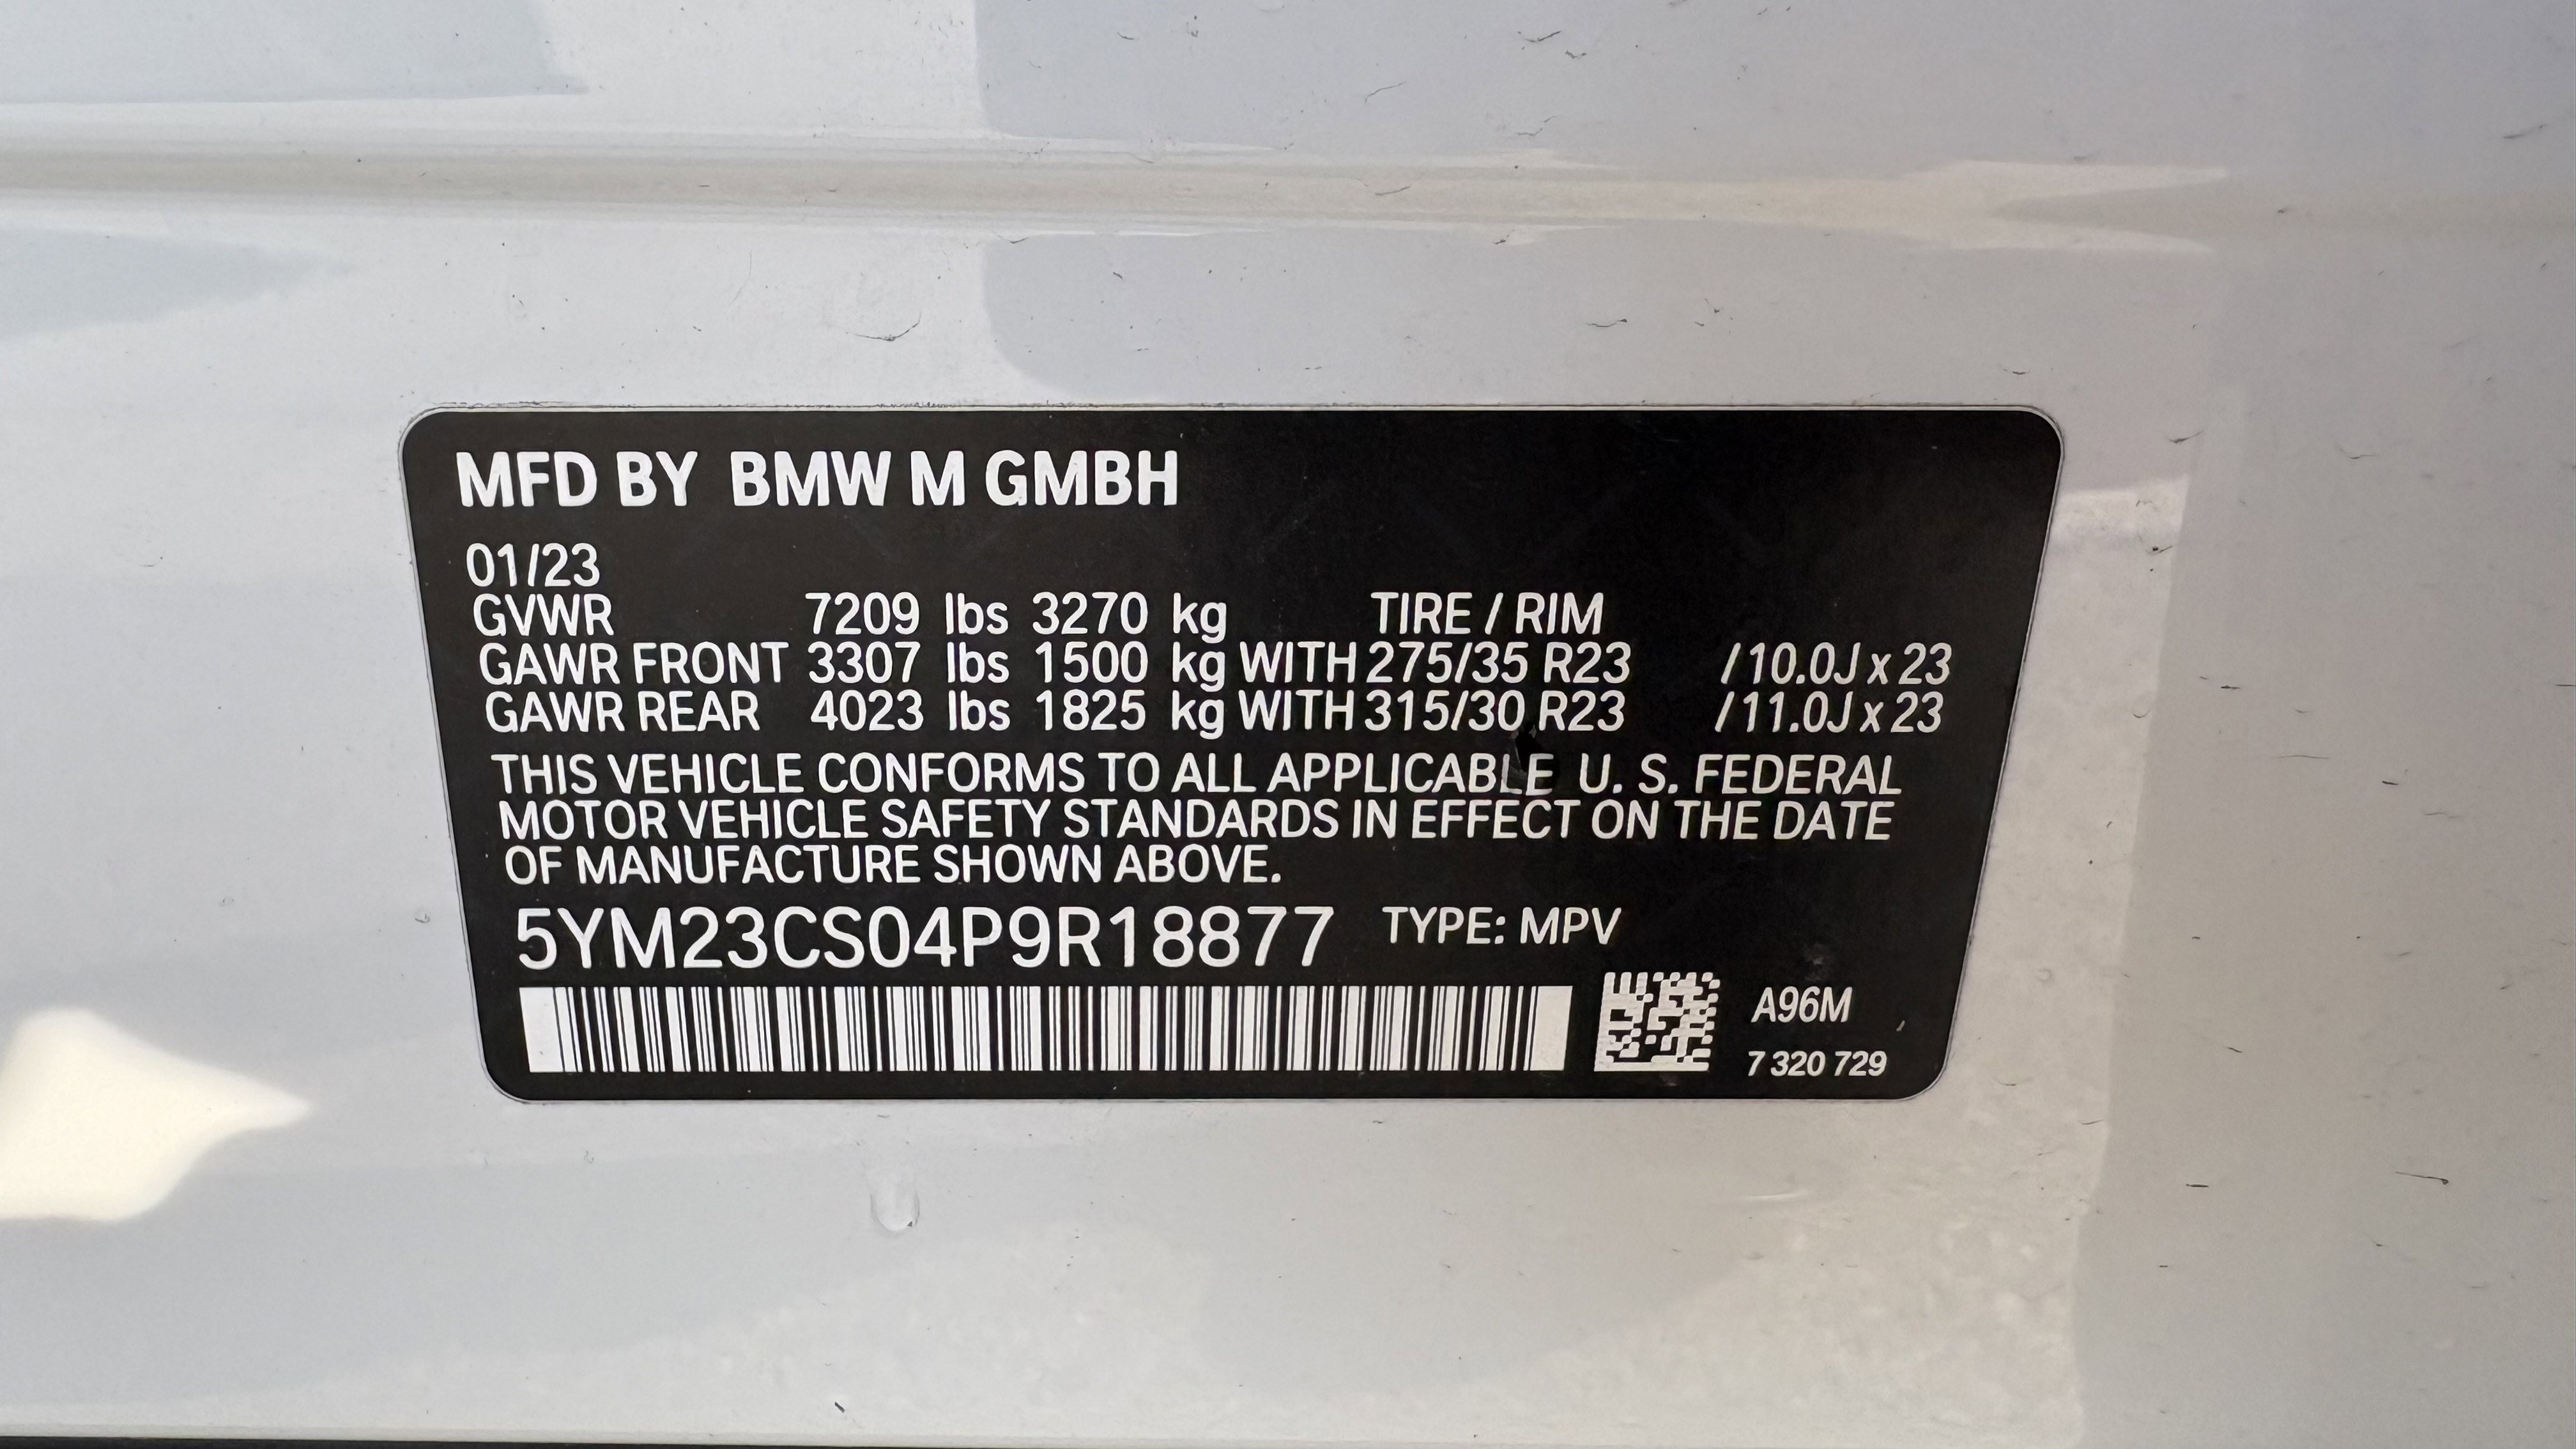 MFD BY BMW M GMBH
01/23
GVWR 7209 lbs 3270 kg TIRE / RIM
GAWR FRONT 3307 lbs 1500 kg WITH 275/35 R23 / 10.0J x 23
GAWR REAR 4023 lbs 1825 kg WITH 315/30 R23 / 11.0J x 23
THIS VEHICLE CONFORMS TO ALL APPLICABLE U. S. FEDERAL
MOTOR VEHICLE SAFETY STANDARDS IN EFFECT ON THE DATE
OF MANUFACTURE SHOWN ABOVE.
5YM23CS04P9R18877 TYPE: MPV
A96M
7 320 729